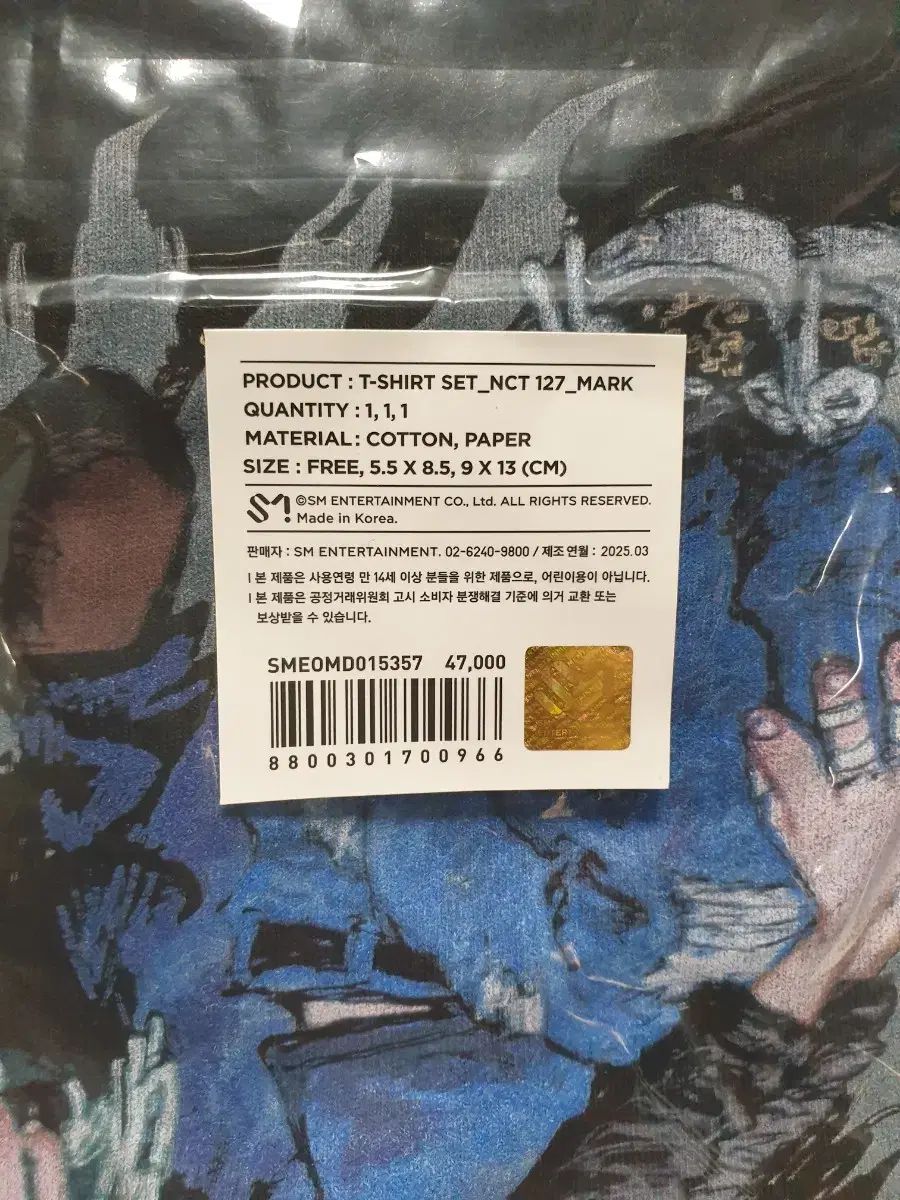 PRODUCT : T-SHIRT SET_NCT 127_MARK
QUANTITY : 1, 1, 1
MATERIAL : COTTON, PAPER
SIZE : FREE, 5.5 X 8.5, 9 X 13 (CM)
SM! ©SM ENTERTAINMENT CO., Ltd. ALL RIGHTS RESERVED.
Made in Korea.
판매자 : SM ENTERTAINMENT. 02-6240-9800 / 제조 연월 : 2025.03
I 본 제품은 사용연령 만 14세 이상 분들을 위한 제품으로, 어린이용이 아닙니다.
I 본 제품은 공정거래위원회 고시 소비자 분쟁해결 기준에 의거 교환 또는
보상받을 수 있습니다.
SMEOMD015357 47,000
8800301700966